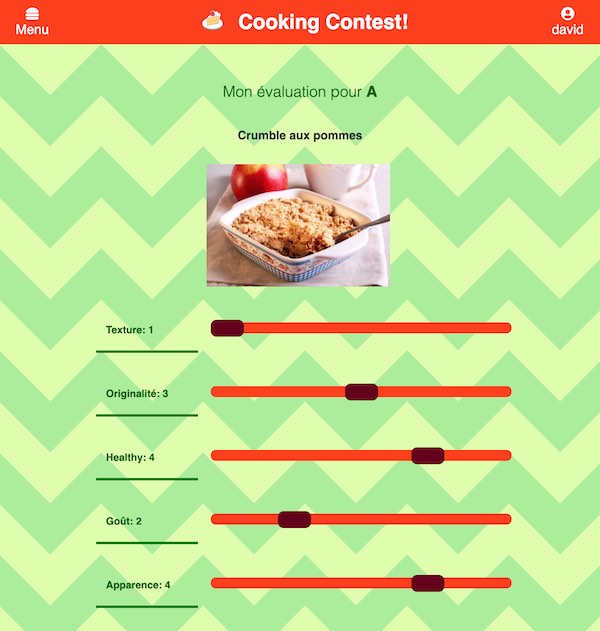 Cooking Contest!
Menu
david
Mon évaluation pour A
Crumble aux pommes
Texture: 1
Originalité: 3
Healthy: 4
Goût: 2
Apparence: 4